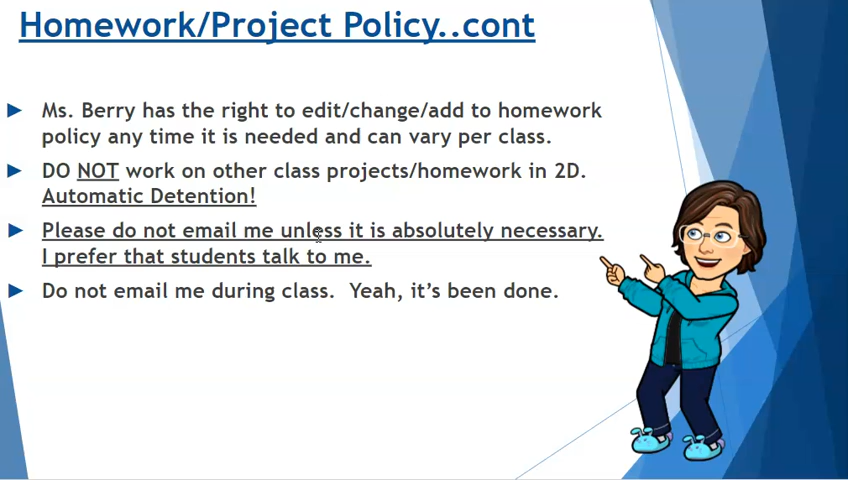 Homework/Project Policy..cont
Ms. Berry has the right to edit/change/add to homework
policy any time it is needed and can vary per class.
DO NOT work on other class projects/homework in 2D.
Automatic Detention!
Please do not email me unless it is absolutely necessary.
I prefer that students talk to me.
Do not email me during class.  Yeah, it’s been done.